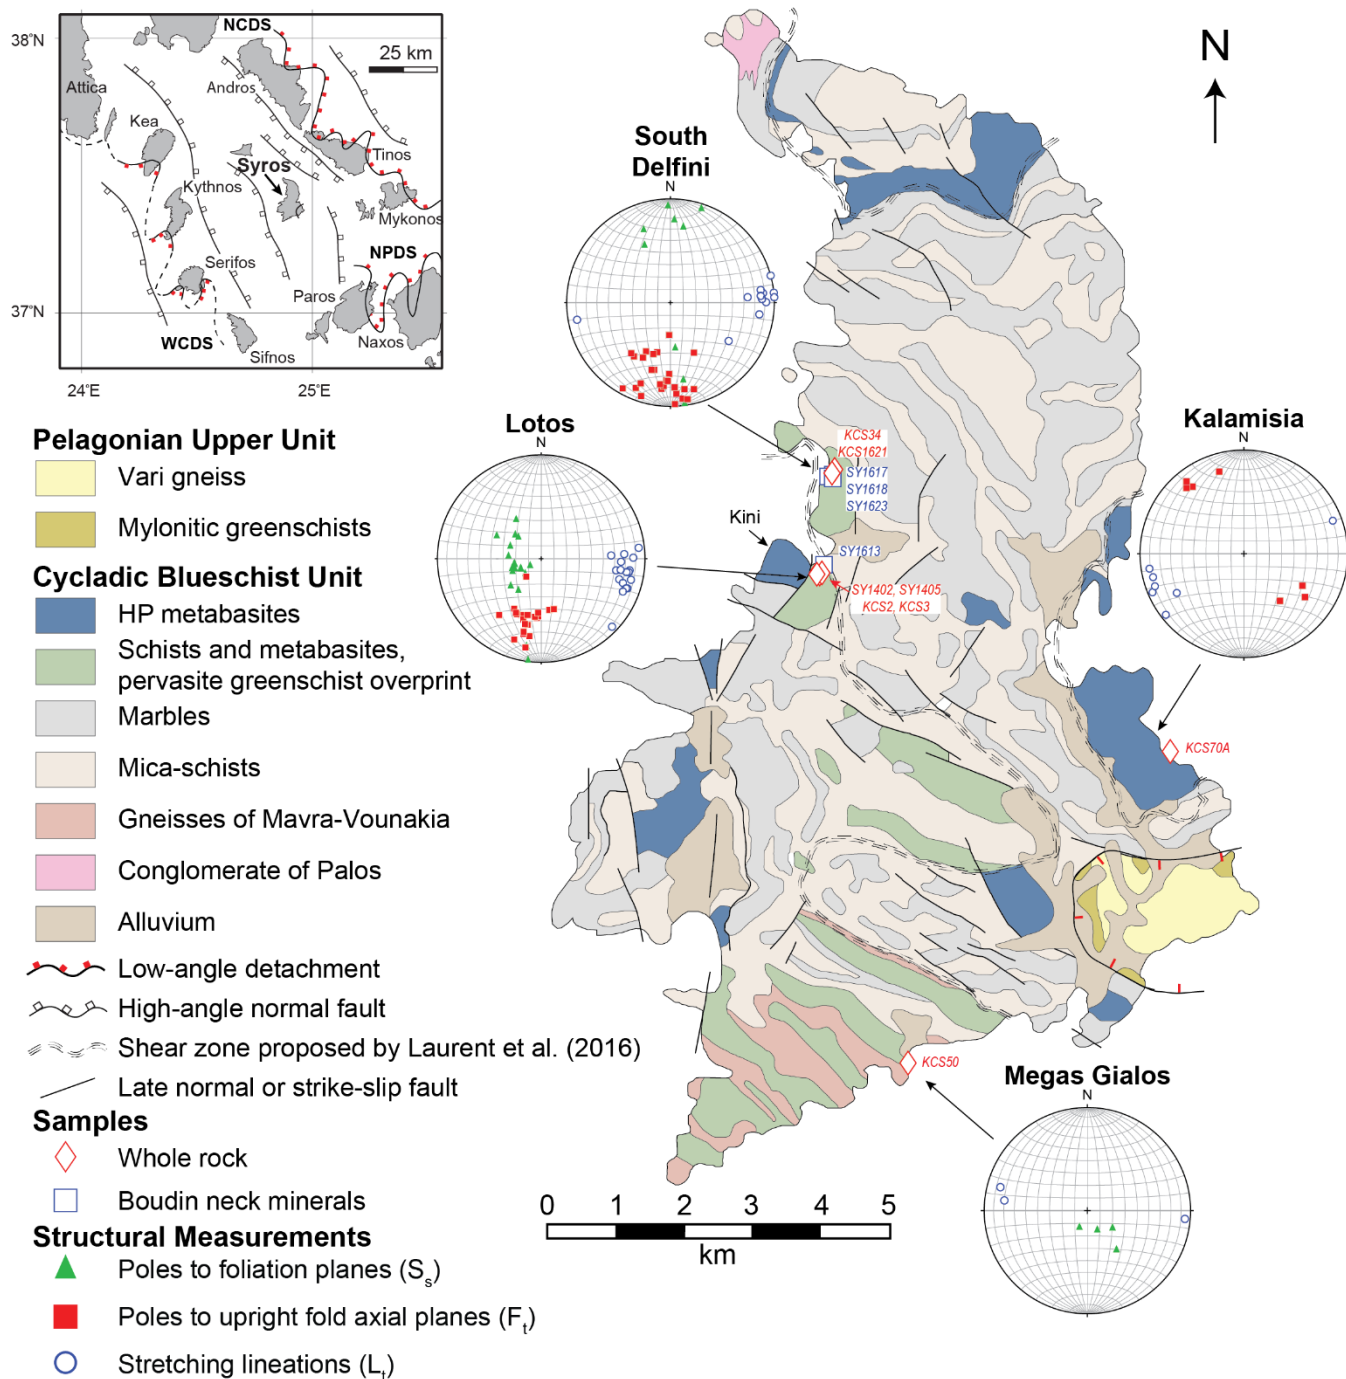 38°N
37°N
24°E
25°E
NCDS
25 km
Attica
Andros
Kea
Tinos
Syros
Kythnos
Mykonos
Serifos
NPDS
Paros
WCDS
Naxos
Sifnos
N
South
Delfini
N
Lotos
N
Kalamisia
N
KCS34
KCS1621
SY1617
SY1618
SY1623
Kini
SY1613
SY1402, SY1405,
KCS2, KCS3
KCS70A
KCS50
Megas Gialos
N
Pelagonian Upper Unit
Vari gneiss
Mylonitic greenschists
Cycladic Blueschist Unit
HP metabasites
Schists and metabasites,
pervasite greenschist overprint
Marbles
Mica-schists
Gneisses of Mavra-Vounakia
Conglomerate of Palos
Alluvium
Low-angle detachment
High-angle normal fault
Shear zone proposed by Laurent et al. (2016)
Late normal or strike-slip fault
Samples
Whole rock
Boudin neck minerals
Structural Measurements
Poles to foliation planes (Ss)
Poles to upright fold axial planes (Ft)
Stretching lineations (Lt)
0 1 2 3 4 5
km